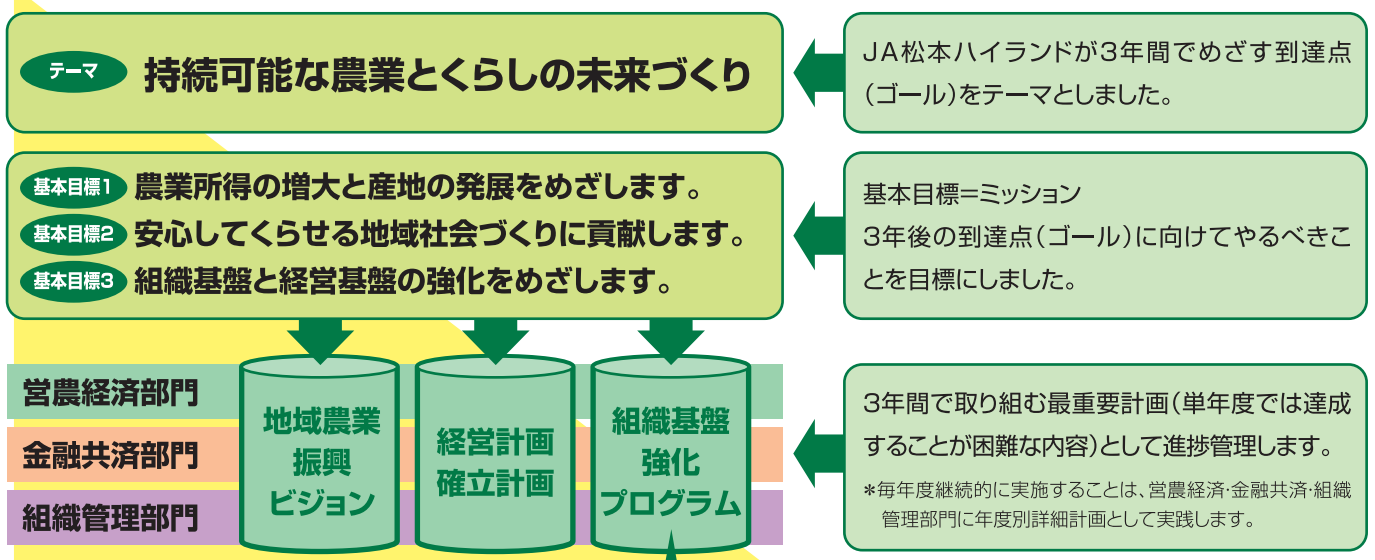 テーマ 持続可能な農業とくらしの未来づくり
JA松本ハイランドが3年間でめざす到達点
（ゴール）をテーマとしました。
基本目標1 農業所得の増大と産地の発展をめざします。
基本目標2 安心してくらせる地域社会づくりに貢献します。
基本目標3 組織基盤と経営基盤の強化をめざします。
基本目標＝ミッション
3年後の到達点（ゴール）に向けてやるべきこ
とを目標にしました。
営農経済部門
金融共済部門
組織管理部門
地域農業
振興
ビジョン
経営計画
確立計画
組織基盤
強化
プログラム
3年間で取り組む最重要計画（単年度では達成
することが困難な内容）として進捗管理します。
＊毎年度継続的に実施することは、営農経済・金融共済・組織
管理部門に年度別詳細計画として実践します。